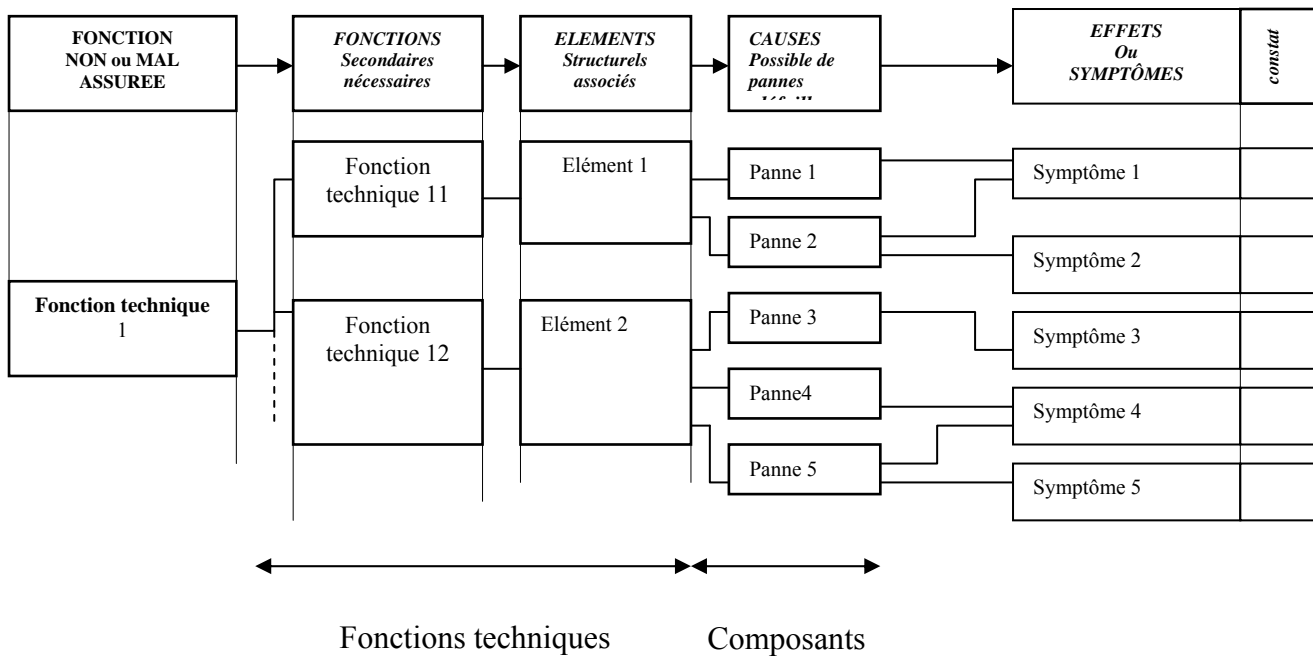 FONCTION
NON ou MAL
ASSUREE
FONCTIONS
Secondaires
nécessaires
ELEMENTS
Structurels
associés
CAUSES
Possible de
pannes
EFFETS
Ou
SYMPTÔMES
constat
Fonction
technique 11
Elément 1
Panne 1
Symptôme 1
Panne 2
Symptôme 2
Fonction technique
1
Fonction
technique 12
Elément 2
Panne 3
Symptôme 3
Panne4
Symptôme 4
Panne 5
Symptôme 5
Fonctions techniques
Composants